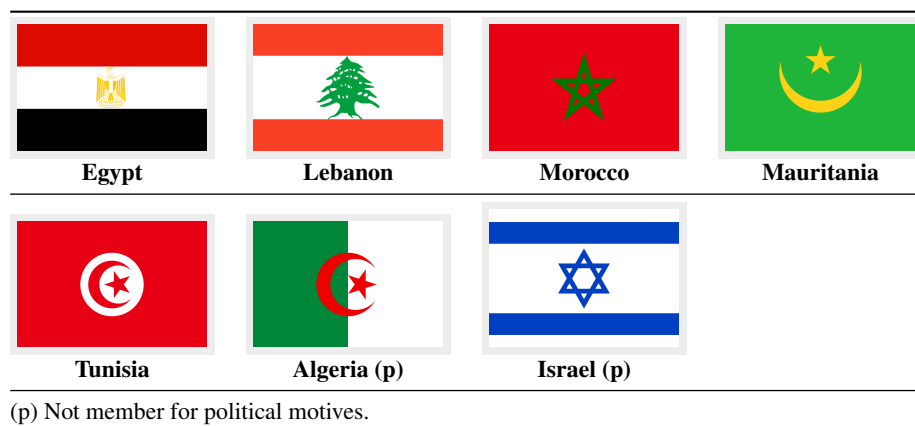 Egypt Lebanon Morocco Mauritania
Tunisia Algeria (p) Israel (p)
(p) Not member for political motives.